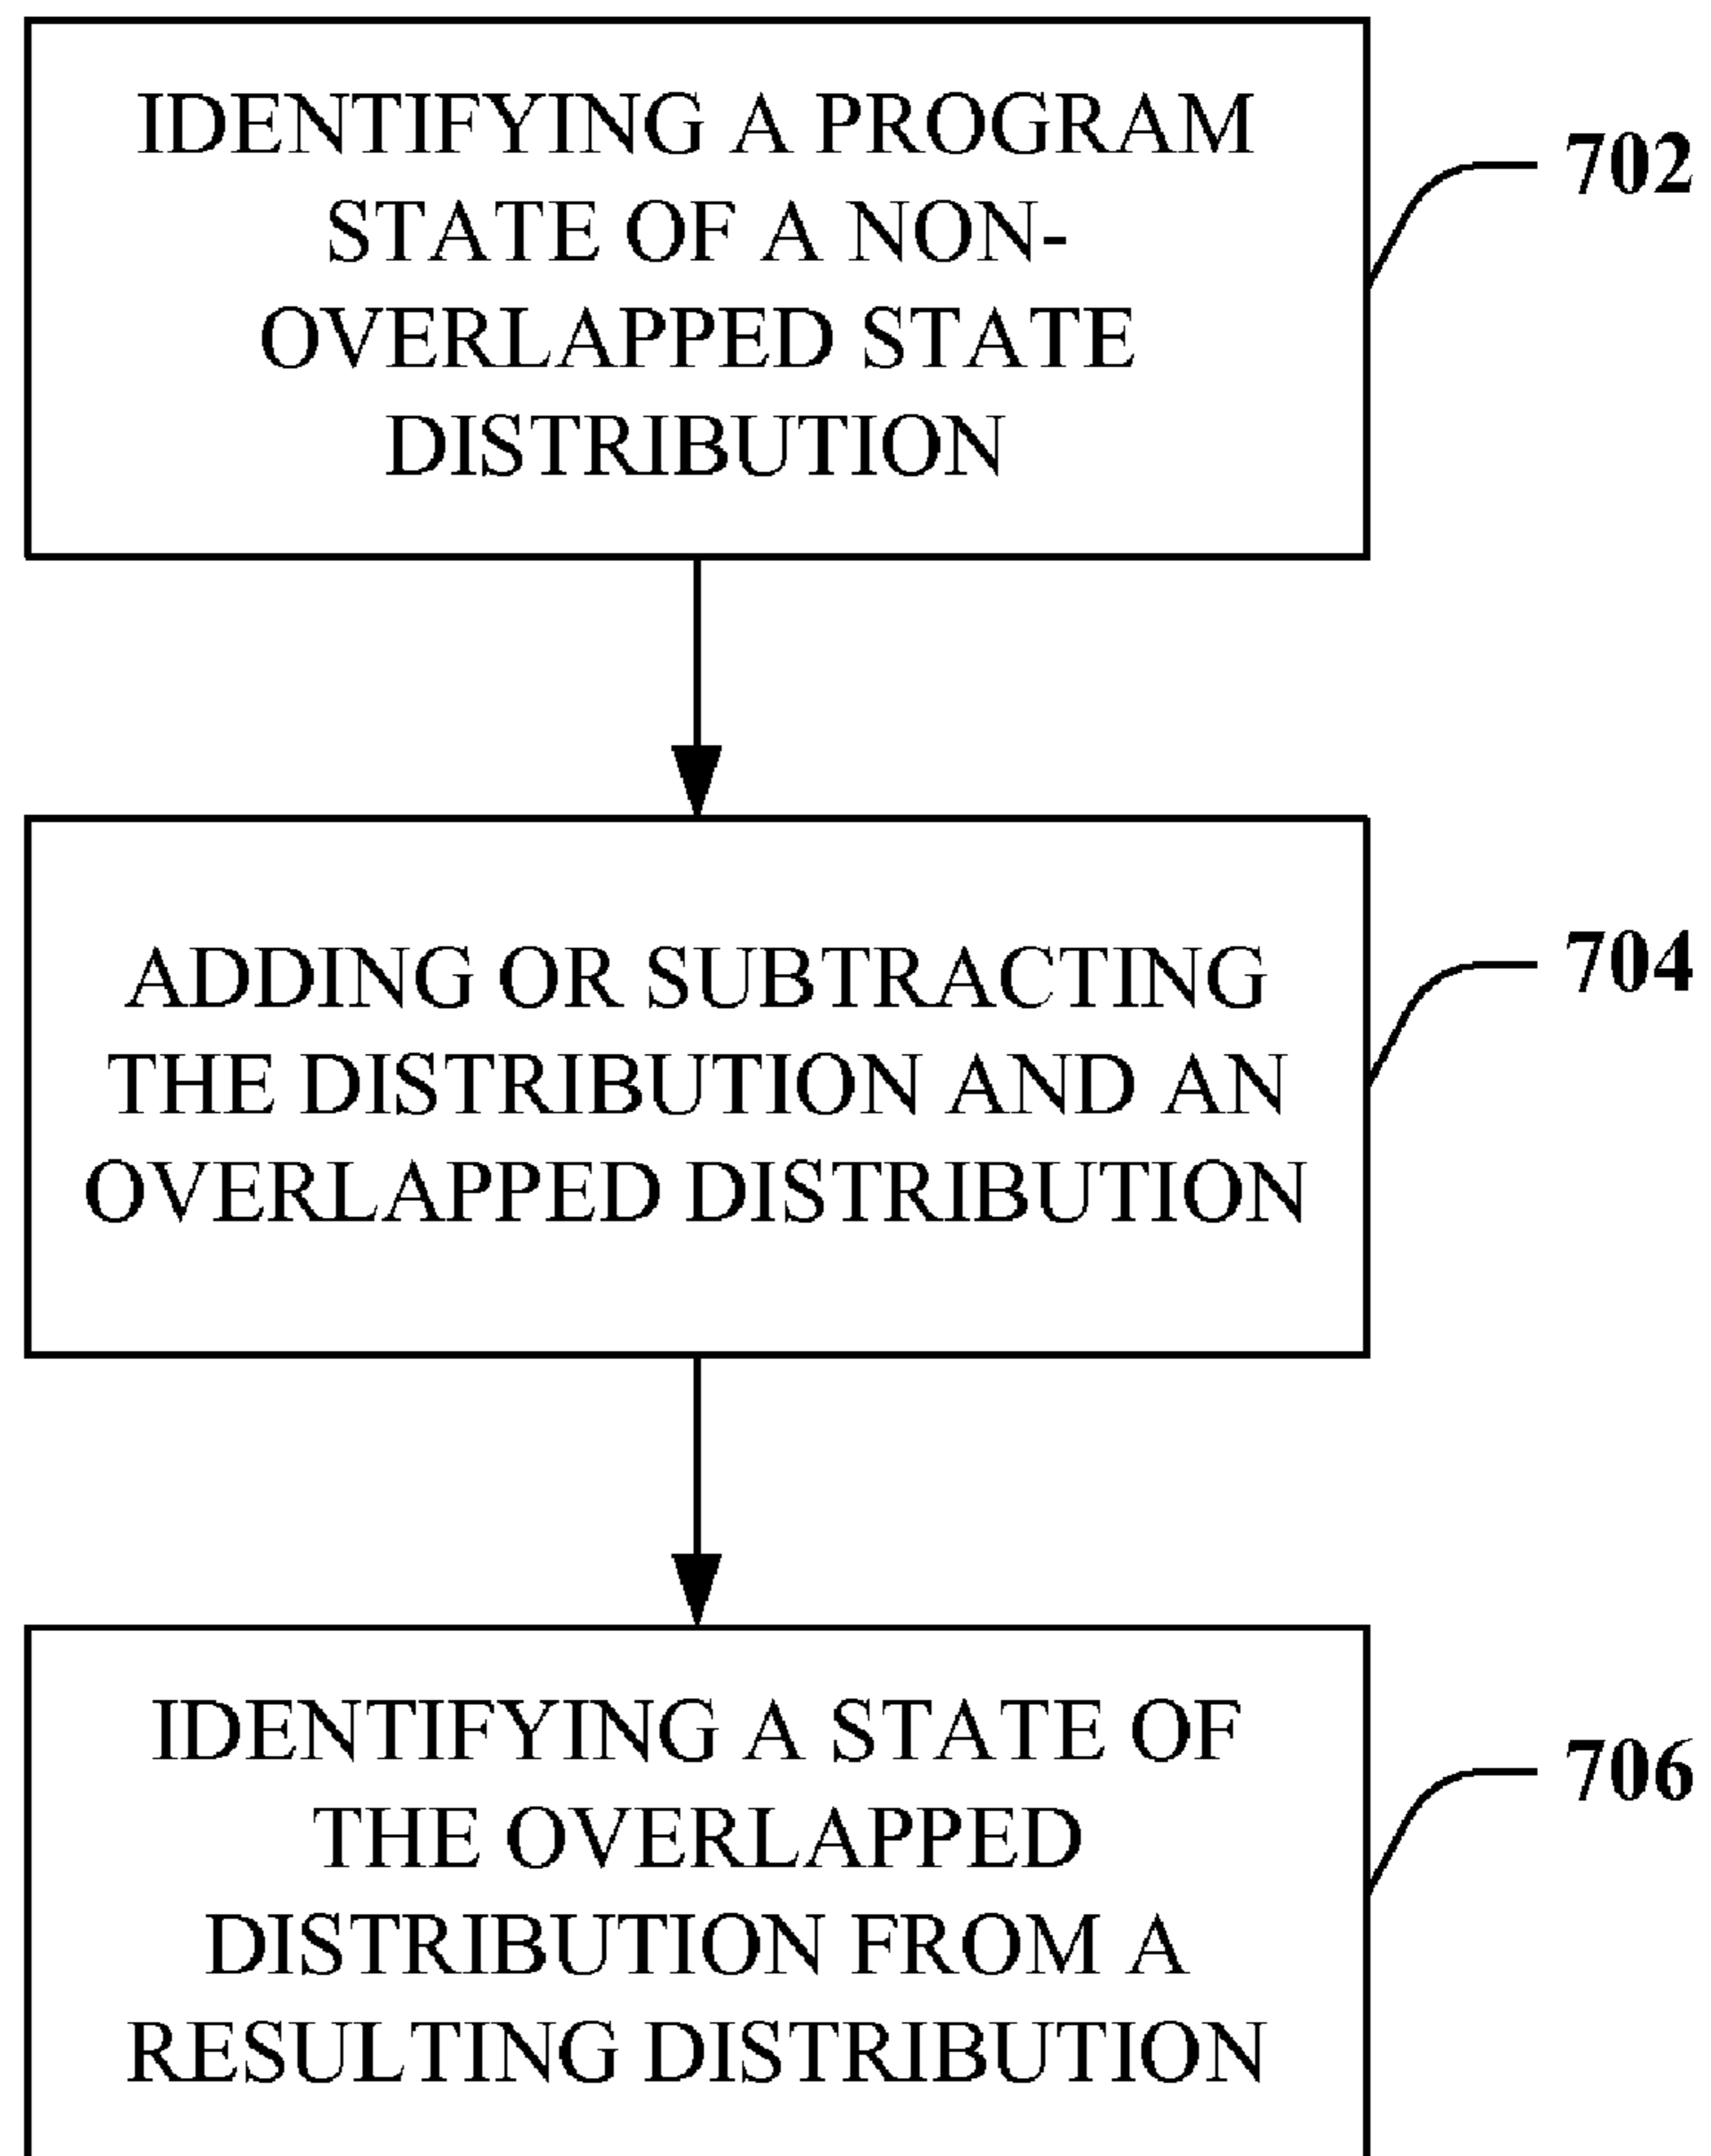 IDENTIFYING A PROGRAM
STATE OF A NON-
OVERLAPPED STATE
DISTRIBUTION
702
ADDING OR SUBTRACTING
THE DISTRIBUTION AND AN
OVERLAPPED DISTRIBUTION
704
IDENTIFYING A STATE OF
THE OVERLAPPED
DISTRIBUTION FROM A
RESULTING DISTRIBUTION
706